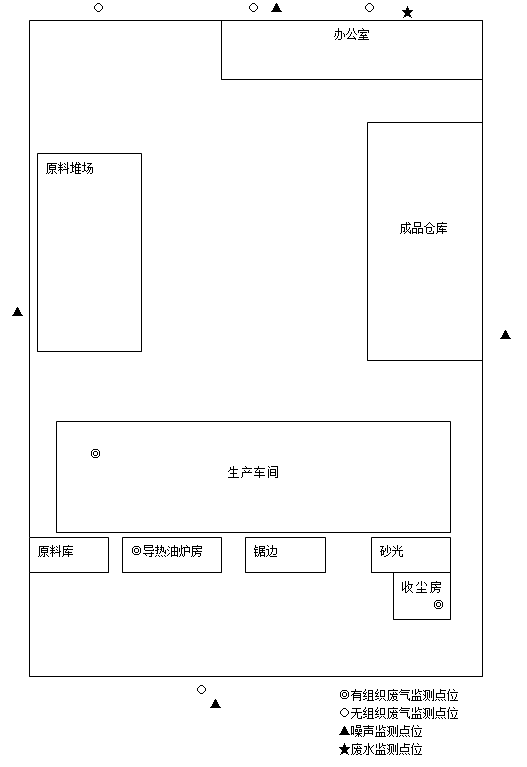 办公室
原料堆场
成品仓库
生产车间
原料库
◎导热油炉房
锯边
砂光
收尘房
◎有组织废气监测点位
○无组织废气监测点位
▲噪声监测点位
★废水监测点位